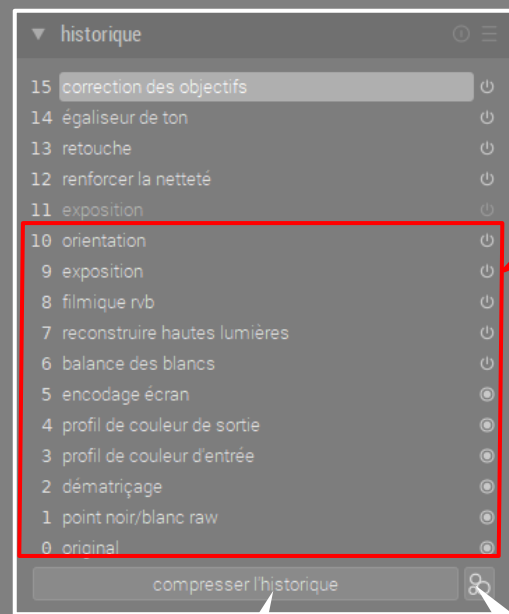 historique
15 correction des objectifs
14 égaliseur de ton
13 retouche
12 renforcer la netteté
11 exposition
10 orientation
9 exposition
8 filmique rvb
7 reconstruire hautes lumières
6 balance des blancs
5 encodage écran
4 profil de couleur de sortie
3 profil de couleur d'entrée
2 dématriçage
1 point noir/blanc raw
0 original
compresser l'historique